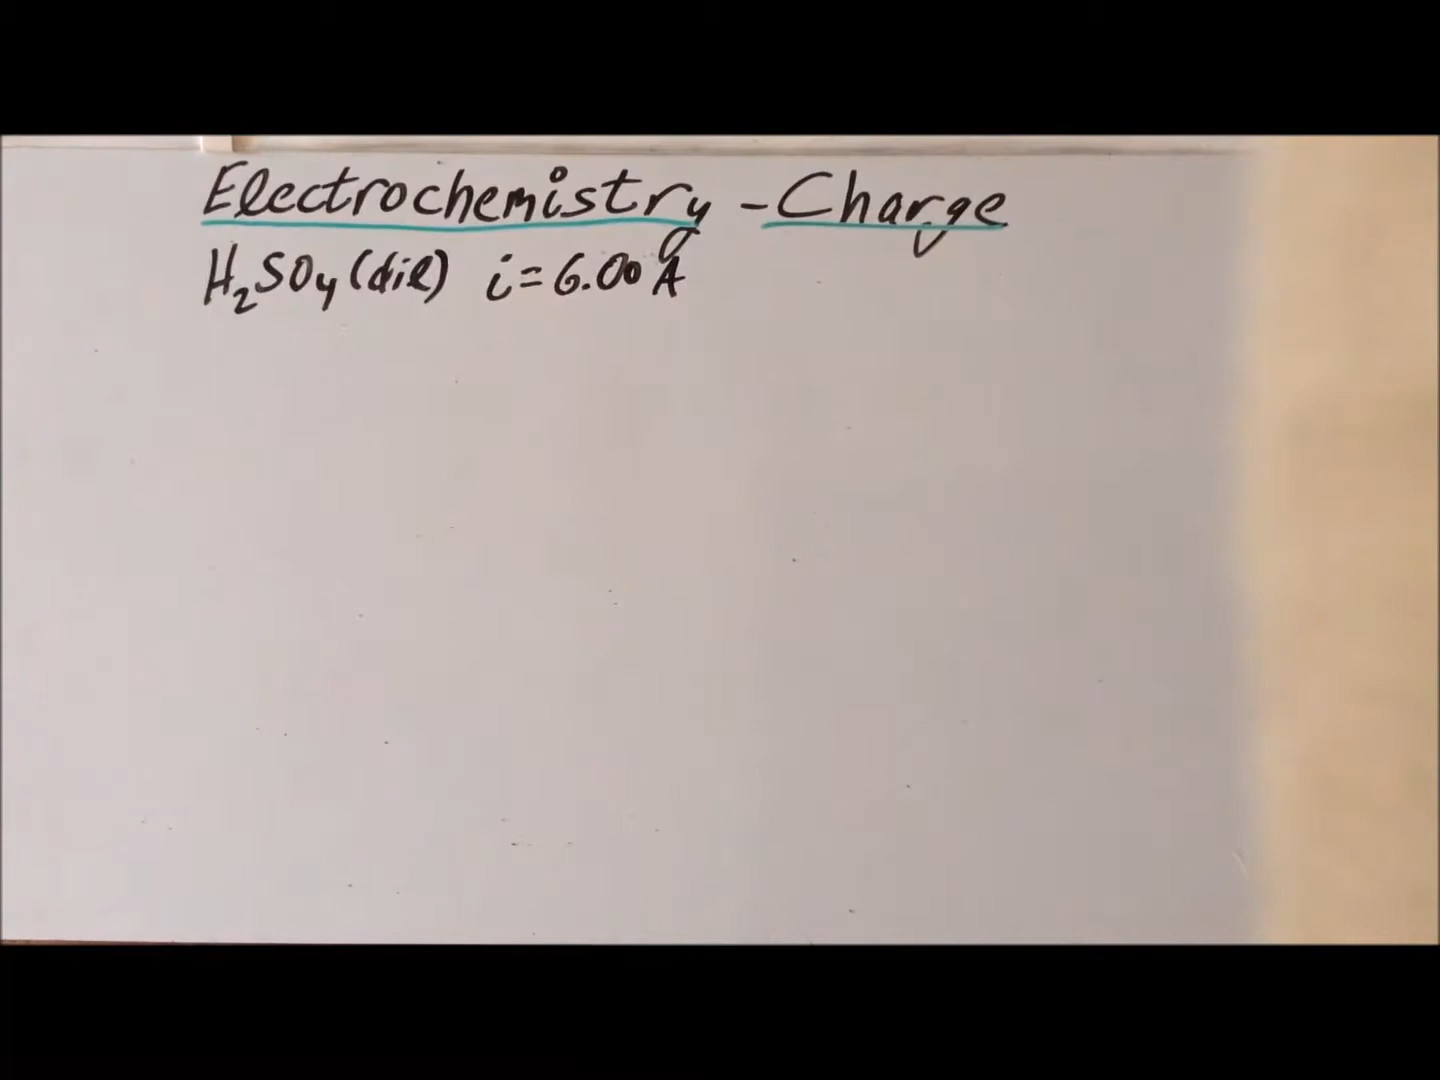 Electrochemistry - Charge
H₂SO₄ (dil) i = 6.00 A